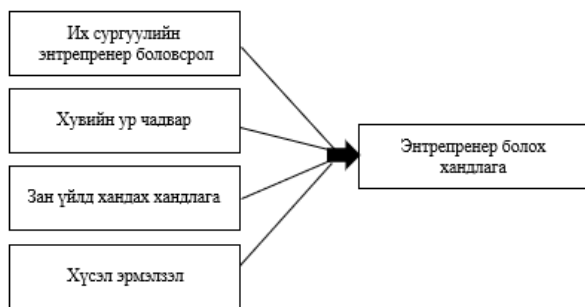 Их сургуулийн
энтрепренер боловсрол
Хувийн ур чадвар
Зан үйлд хандах хандлага
Хүсэл эрмэлзэл
Энтрепренер болох
хандлага